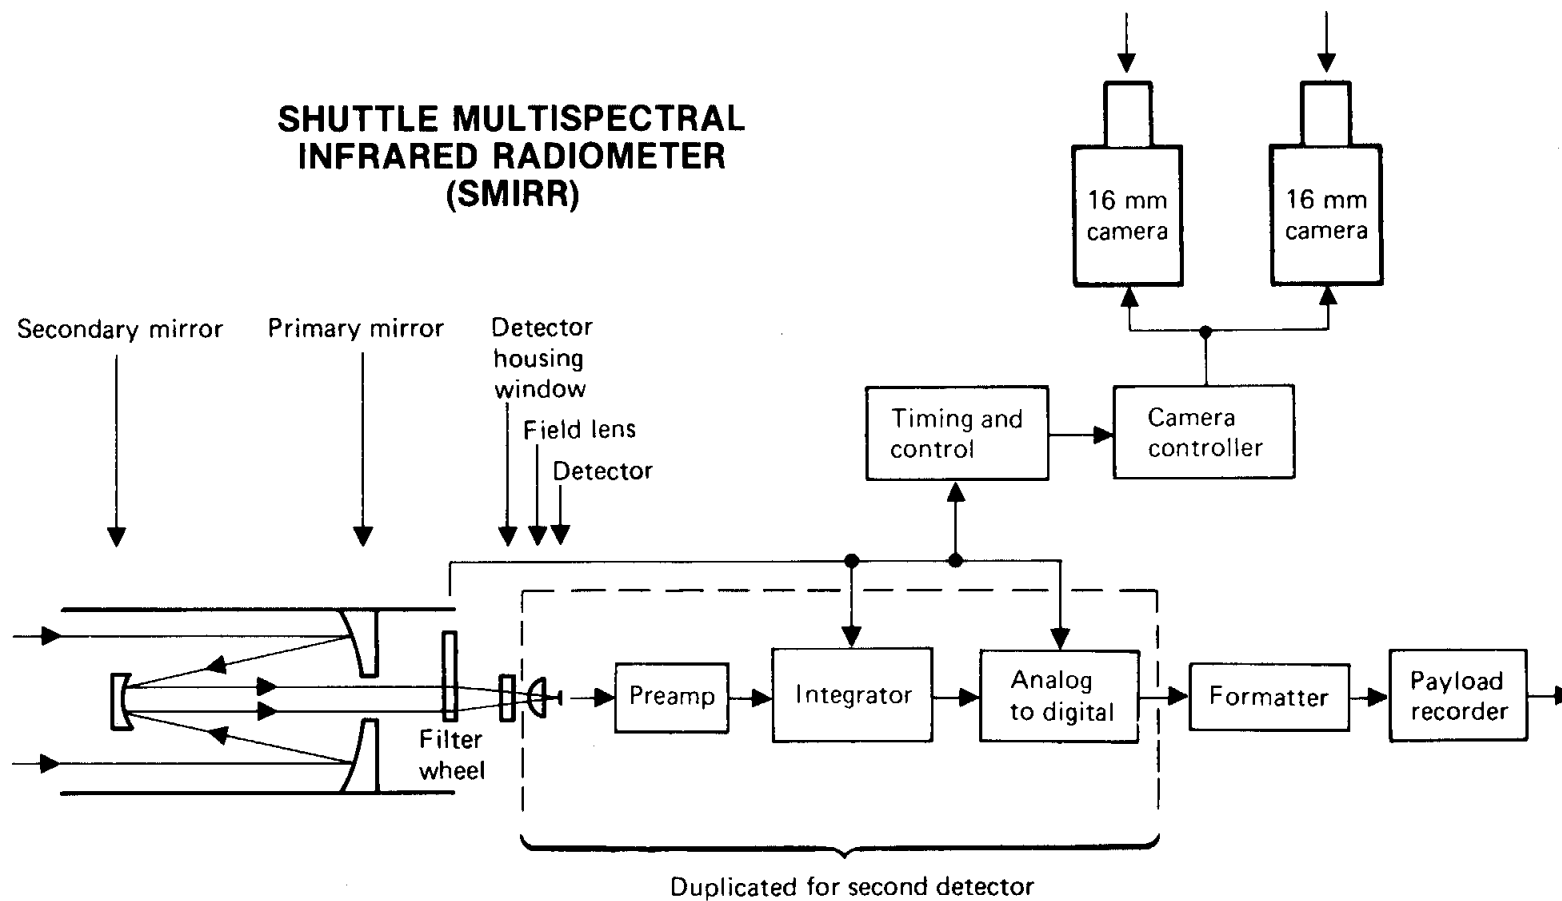 SHUTTLE MULTISPECTRAL
INFRARED RADIOMETER
(SMIRR)
16 mm
camera
16 mm
camera
Secondary mirror
Primary mirror
Detector
housing
window
Field lens
Detector
Timing and
control
Camera
controller
Filter
wheel
Preamp
Integrator
Analog
to digital
Formatter
Payload
recorder
Duplicated for second detector